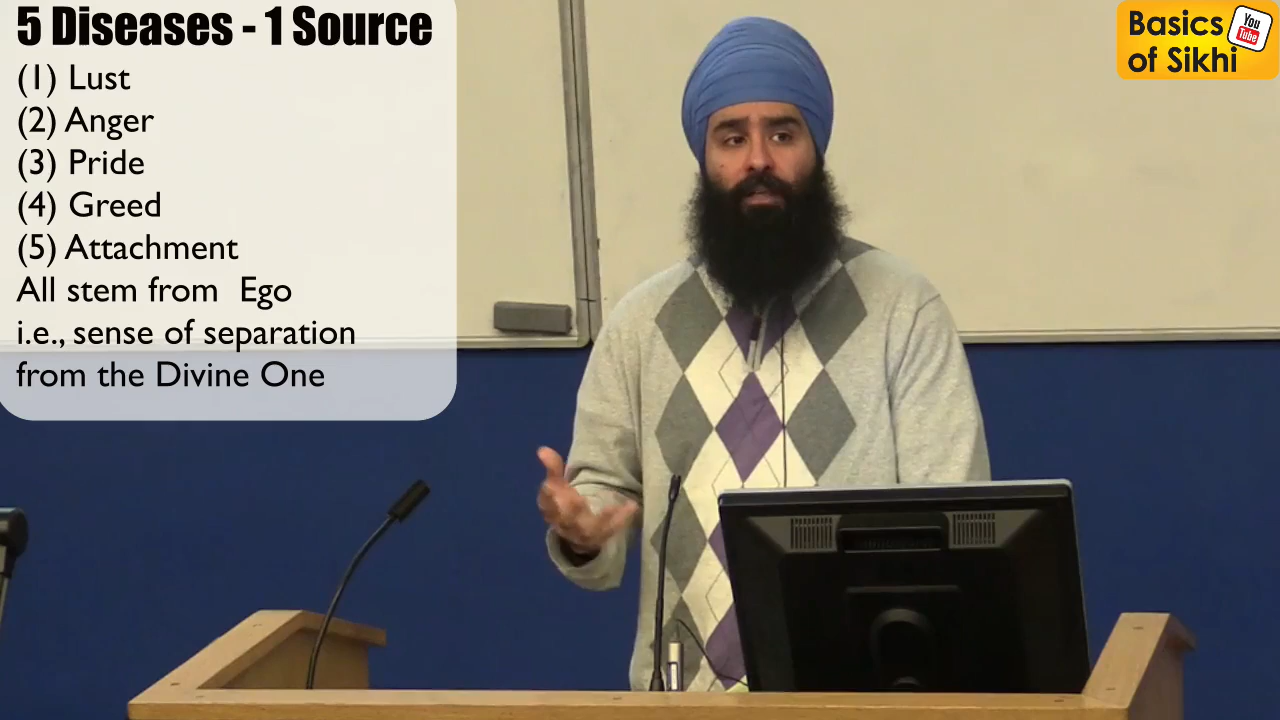 5 Diseases - 1 Source
(1) Lust
(2) Anger
(3) Pride
(4) Greed
(5) Attachment
All stem from  Ego
i.e., sense of separation
from the Divine One
Basics
of Sikhi
You
Tube